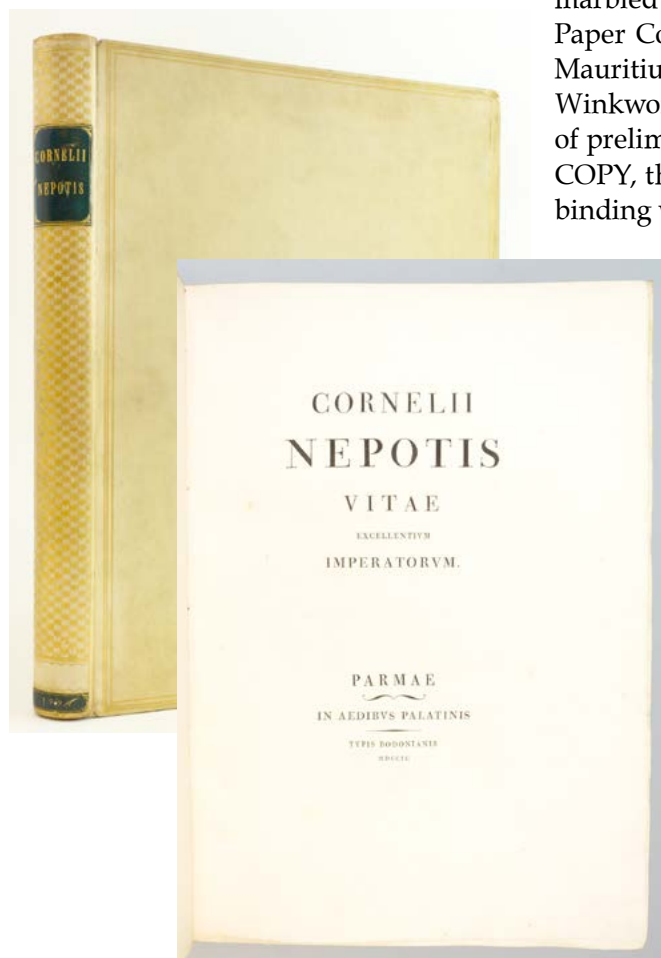 marbled
Paper Co
Mauritiu
Winkwo
of prelim
COPY, th
binding
CORNELII
NEPOTIS
CORNELII
NEPOTIS
VITAE
EXCELLENTIVM
IMPERATORVM.
PARMAE
IN AEDIBVS PALATINIS
TYPIS BODONIANIS